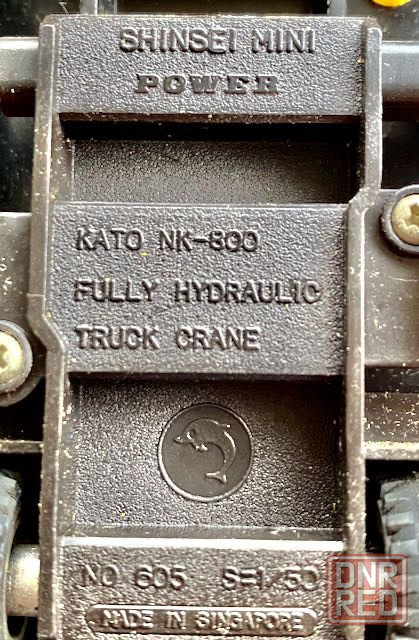 SHINSEI MINI
POWER
KATO NK-800
FULLY HYDRAULIC
TRUCK CRANE
NO 605 S=1/50
MADE IN SINGAPORE
DNR
RED